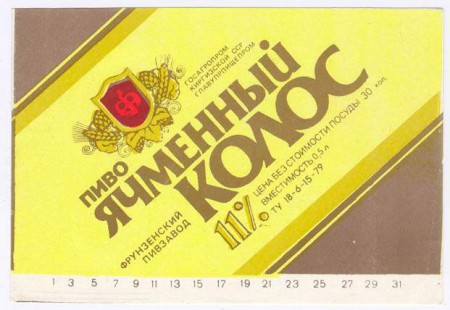 ГОСАГРОПРОМ
КИРГИЗСКОЙ ССР
ГЛАВУПРПИЩЕПРОМ
ПИВО
ЯЧМЕННЫЙ
КОЛОС
ФРУНЗЕНСКИЙ
ПИВЗАВОД
11%
ЦЕНА БЕЗ СТОИМОСТИ ПОСУДЫ 30 коп.
ВМЕСТИМОСТЬ 0,5 л
ТУ 18-6-15-79
1 3 5 7 9 11 13 15 17 19 21 23 25 27 29 31